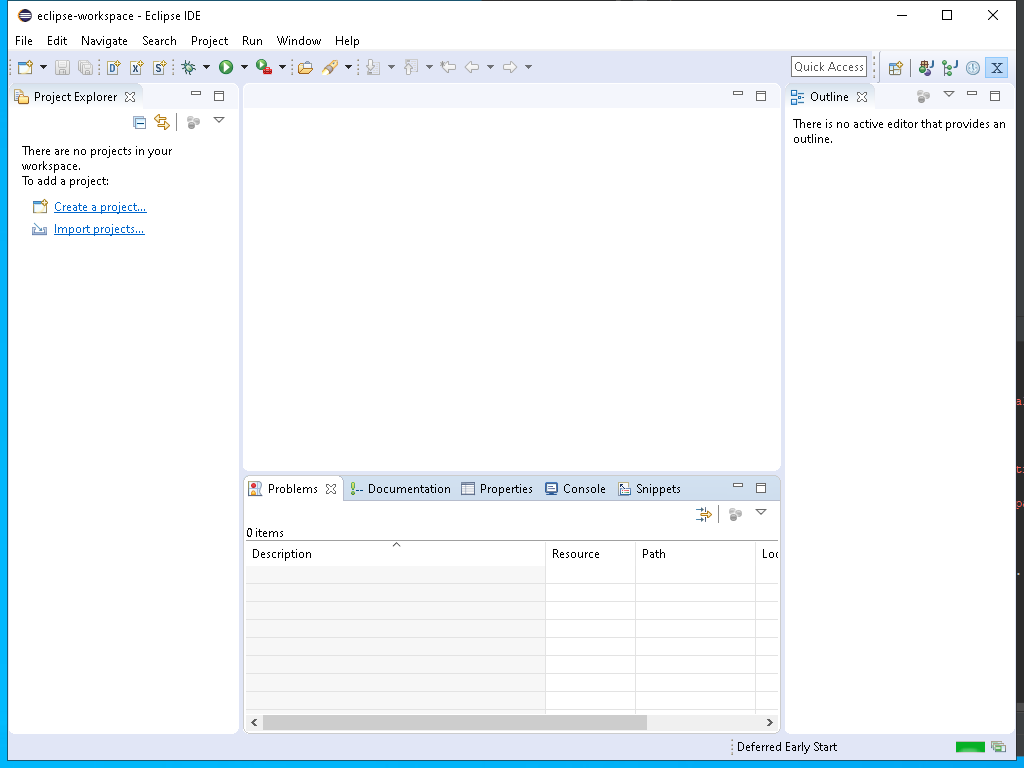 eclipse-workspace - Eclipse IDE
File Edit Navigate Search Project Run Window Help
Quick Access
Project Explorer
There are no projects in your
workspace.
To add a project:
Create a project...
Import projects...
Outline
There is no active editor that provides an
outline.
Problems Documentation Properties Console Snippets
0 items
Description Resource Path
Deferred Early Start